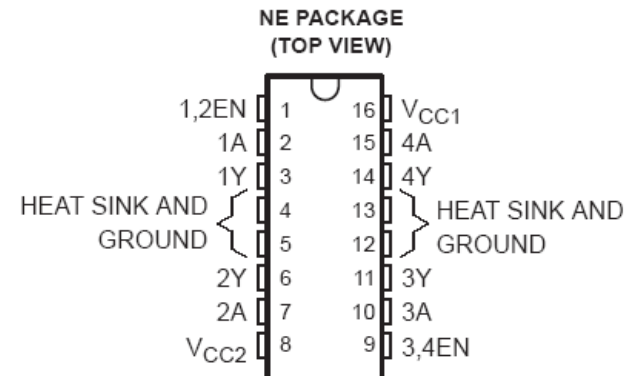 NE PACKAGE
(TOP VIEW)
1,2EN 1 16 VCC1
1A 2 15 4A
1Y 3 14 4Y
HEAT SINK AND 4 13 HEAT SINK AND
GROUND 5 12 GROUND
2Y 6 11 3Y
2A 7 10 3A
VCC2 8 9 3,4EN